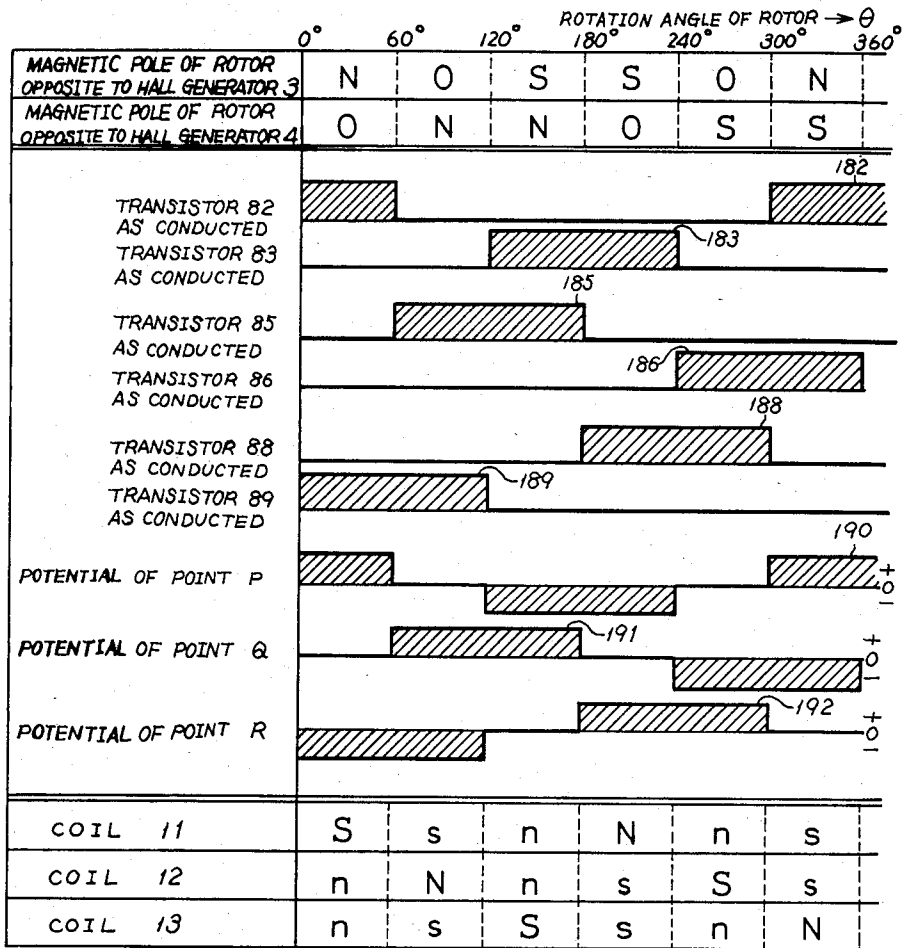 ROTATION ANGLE OF ROTOR → θ
0° 60° 120° 180° 240° 300° 360°
MAGNETIC POLE OF ROTOR
OPPOSITE TO HALL GENERATOR 3
N O S S O N
MAGNETIC POLE OF ROTOR
OPPOSITE TO HALL GENERATOR 4
O N N O S S
182
TRANSISTOR 82
AS CONDUCTED
183
TRANSISTOR 83
AS CONDUCTED
185
TRANSISTOR 85
AS CONDUCTED
186
TRANSISTOR 86
AS CONDUCTED
188
TRANSISTOR 88
AS CONDUCTED
189
TRANSISTOR 89
AS CONDUCTED
190
POTENTIAL OF POINT P
+
0
-
191
POTENTIAL OF POINT Q
+
0
-
192
POTENTIAL OF POINT R
+
0
-
COIL 11 S s n N n s
COIL 12 n N n s S s
COIL 13 n s S s n N